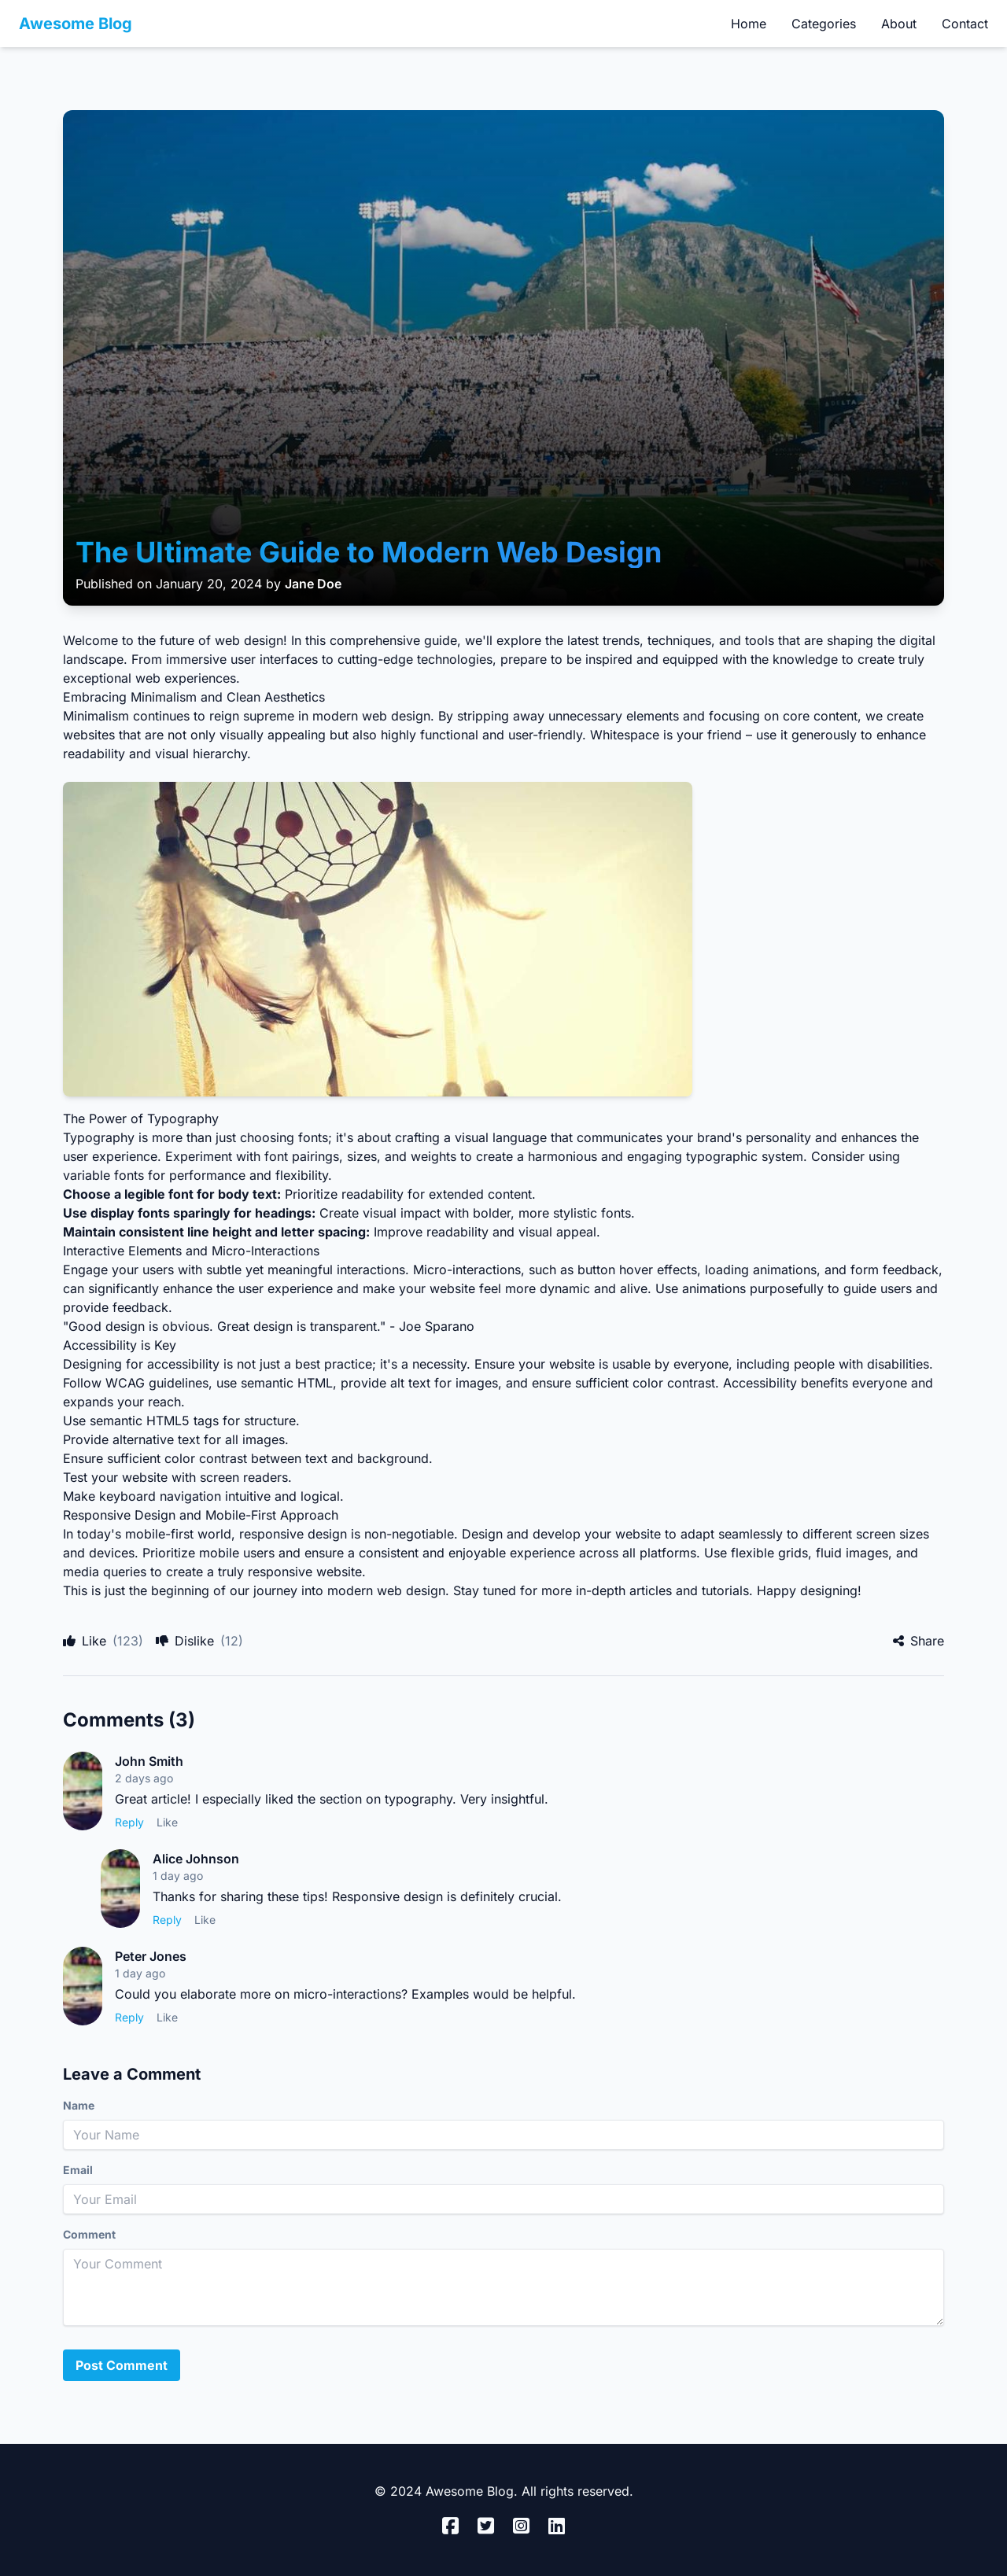 Awesome Blog
Home Categories About Contact
DELTA
The Ultimate Guide to Modern Web Design
Published on January 20, 2024 by Jane Doe
Welcome to the future of web design! In this comprehensive guide, we'll explore the latest trends, techniques, and tools that are shaping the digital
landscape. From immersive user interfaces to cutting-edge technologies, prepare to be inspired and equipped with the knowledge to create truly
exceptional web experiences.
Embracing Minimalism and Clean Aesthetics
Minimalism continues to reign supreme in modern web design. By stripping away unnecessary elements and focusing on core content, we create
websites that are not only visually appealing but also highly functional and user-friendly. Whitespace is your friend – use it generously to enhance
readability and visual hierarchy.
The Power of Typography
Typography is more than just choosing fonts; it's about crafting a visual language that communicates your brand's personality and enhances the
user experience. Experiment with font pairings, sizes, and weights to create a harmonious and engaging typographic system. Consider using
variable fonts for performance and flexibility.
Choose a legible font for body text: Prioritize readability for extended content.
Use display fonts sparingly for headings: Create visual impact with bolder, more stylistic fonts.
Maintain consistent line height and letter spacing: Improve readability and visual appeal.
Interactive Elements and Micro-Interactions
Engage your users with subtle yet meaningful interactions. Micro-interactions, such as button hover effects, loading animations, and form feedback,
can significantly enhance the user experience and make your website feel more dynamic and alive. Use animations purposefully to guide users and
provide feedback.
"Good design is obvious. Great design is transparent." - Joe Sparano
Accessibility is Key
Designing for accessibility is not just a best practice; it's a necessity. Ensure your website is usable by everyone, including people with disabilities.
Follow WCAG guidelines, use semantic HTML, provide alt text for images, and ensure sufficient color contrast. Accessibility benefits everyone and
expands your reach.
Use semantic HTML5 tags for structure.
Provide alternative text for all images.
Ensure sufficient color contrast between text and background.
Test your website with screen readers.
Make keyboard navigation intuitive and logical.
Responsive Design and Mobile-First Approach
In today's mobile-first world, responsive design is non-negotiable. Design and develop your website to adapt seamlessly to different screen sizes
and devices. Prioritize mobile users and ensure a consistent and enjoyable experience across all platforms. Use flexible grids, fluid images, and
media queries to create a truly responsive website.
This is just the beginning of our journey into modern web design. Stay tuned for more in-depth articles and tutorials. Happy designing!
Like (123) Dislike (12) Share
Comments (3)
John Smith
2 days ago
Great article! I especially liked the section on typography. Very insightful.
Reply Like
Alice Johnson
1 day ago
Thanks for sharing these tips! Responsive design is definitely crucial.
Reply Like
Peter Jones
1 day ago
Could you elaborate more on micro-interactions? Examples would be helpful.
Reply Like
Leave a Comment
Name
Your Name
Email
Your Email
Comment
Your Comment
Post Comment
© 2024 Awesome Blog. All rights reserved.